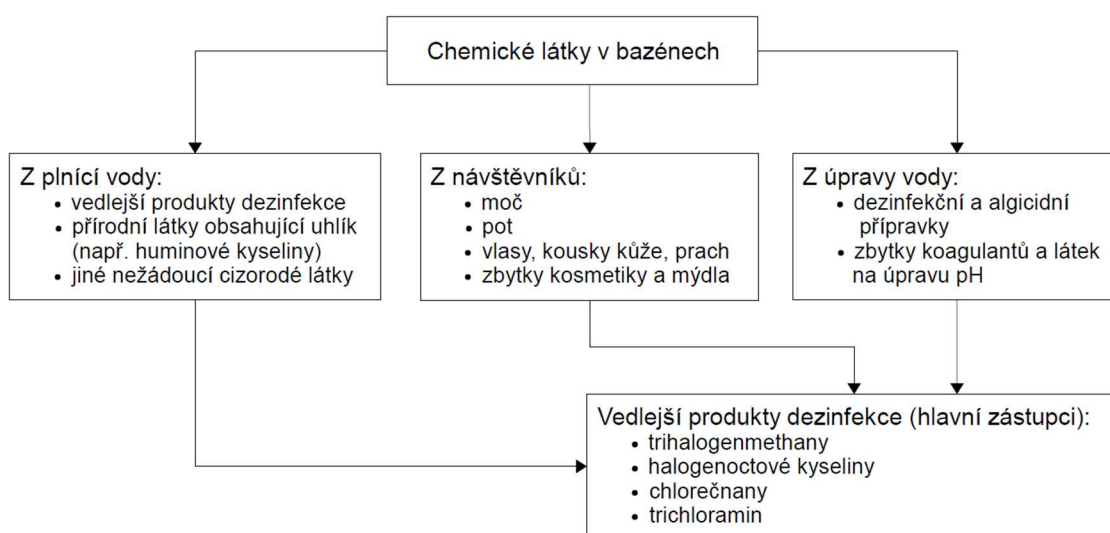 Chemické látky v bazénech
Z plnící vody:
• vedlejší produkty dezinfekce
• přírodní látky obsahující uhlík
(např. huminové kyseliny)
• jiné nežádoucí cizorodé látky
Z návštěvníků:
• moč
• pot
• vlasy, kousky kůže, prach
• zbytky kosmetiky a mýdla
Z úpravy vody:
• dezinfekční a algicidní
přípravky
• zbytky koagulantů a látek
na úpravu pH
Vedlejší produkty dezinfekce (hlavní zástupci):
• trihalogenmethany
• halogenoctové kyseliny
• chlorečnany
• trichloramin